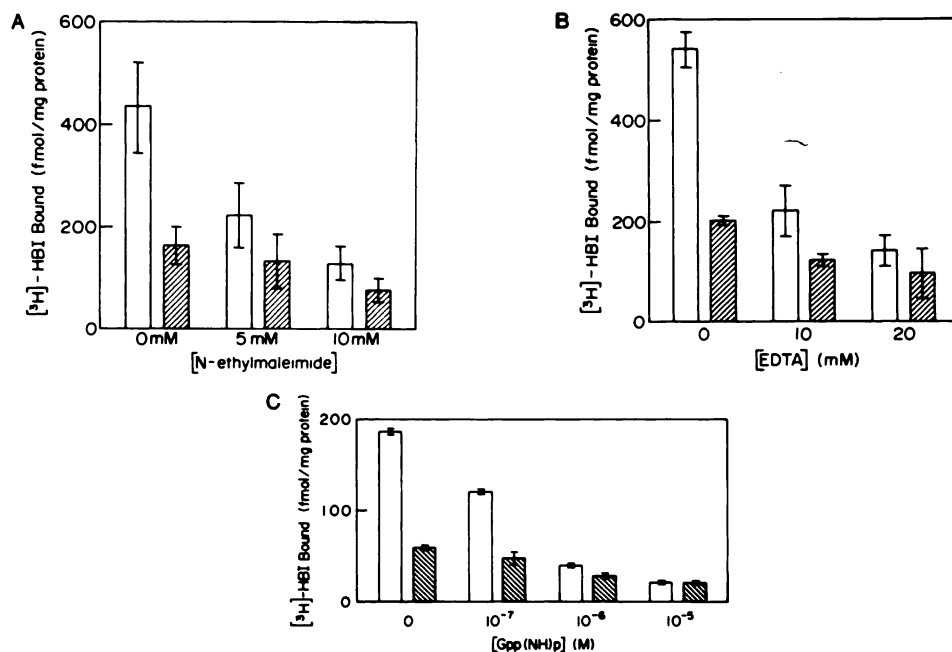 A
[³H]-HBI Bound (fmol/mg protein)
600
400
200
0
0mM 5mM 10mM
[N-ethylmaleimide]
B
[³H]-HBI Bound (fmol/mg protein)
600
400
200
0
0 10 20
[EDTA] (mM)
C
[³H]-HBI Bound (fmol/mg protein)
200
100
0
0 10⁻⁷ 10⁻⁶ 10⁻⁵
[Gpp(NH)p] (M)